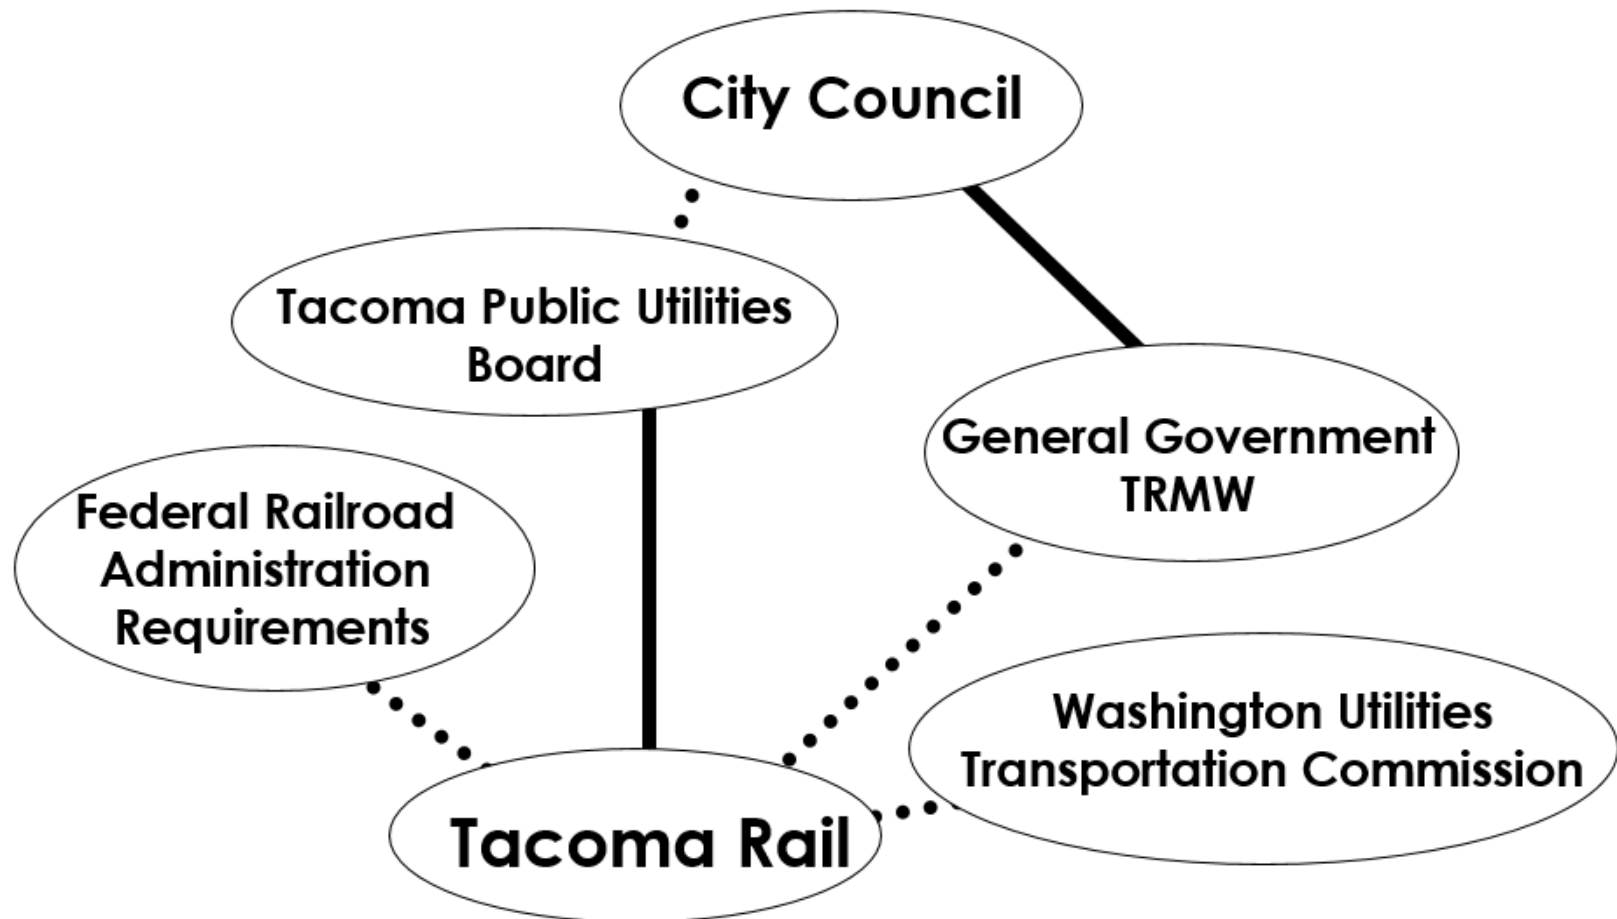 City Council
Tacoma Public Utilities
Board
General Government
TRMW
Federal Railroad
Administration
Requirements
Washington Utilities
Transportation Commission
Tacoma Rail